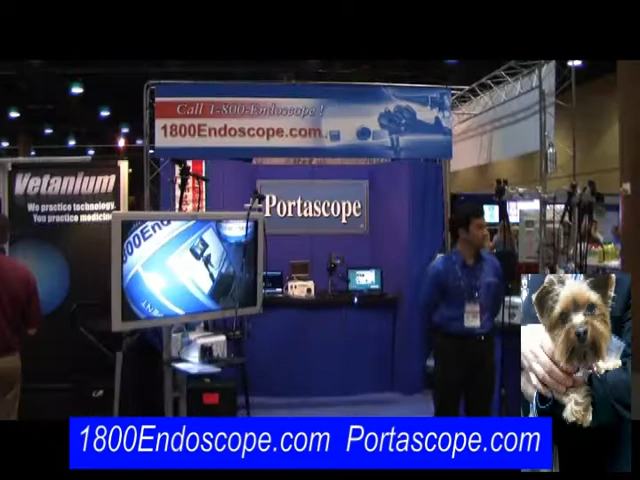 Call 1-800-Endoscope !
1800Endoscope.com
Vetanium
We practice technology.
You practice medicine.
Portascope
1800Endoscope.com Portascope.com